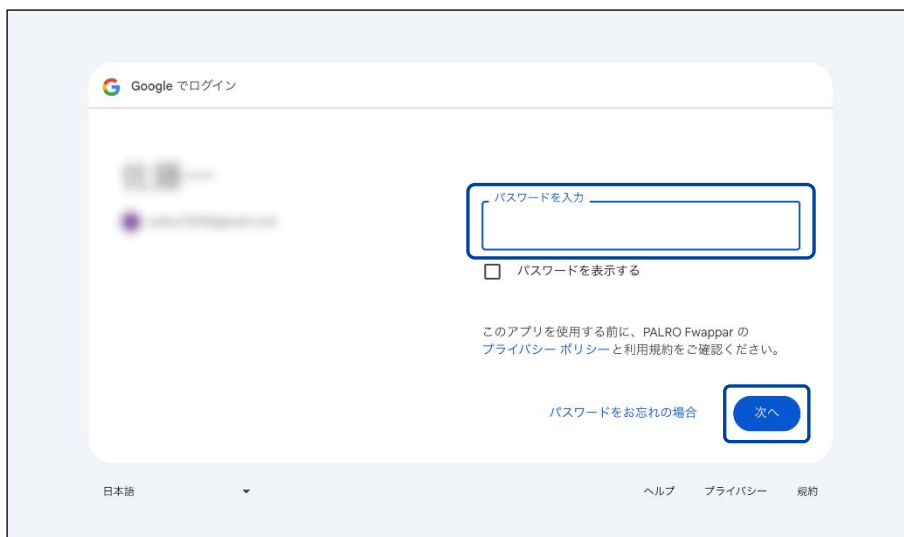 Google でログイン
パスワードを入力
パスワードを表示する
このアプリを使用する前に、PALRO Fwappar の
プライバシー ポリシーと利用規約をご確認ください。
パスワードをお忘れの場合
次へ
日本語
ヘルプ
プライバシー
規約